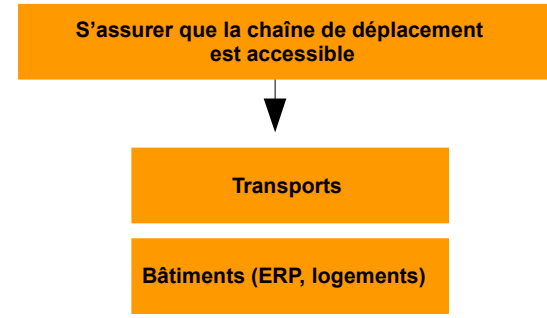 S’assurer que la chaîne de déplacement
est accessible
Transports
Bâtiments (ERP, logements)